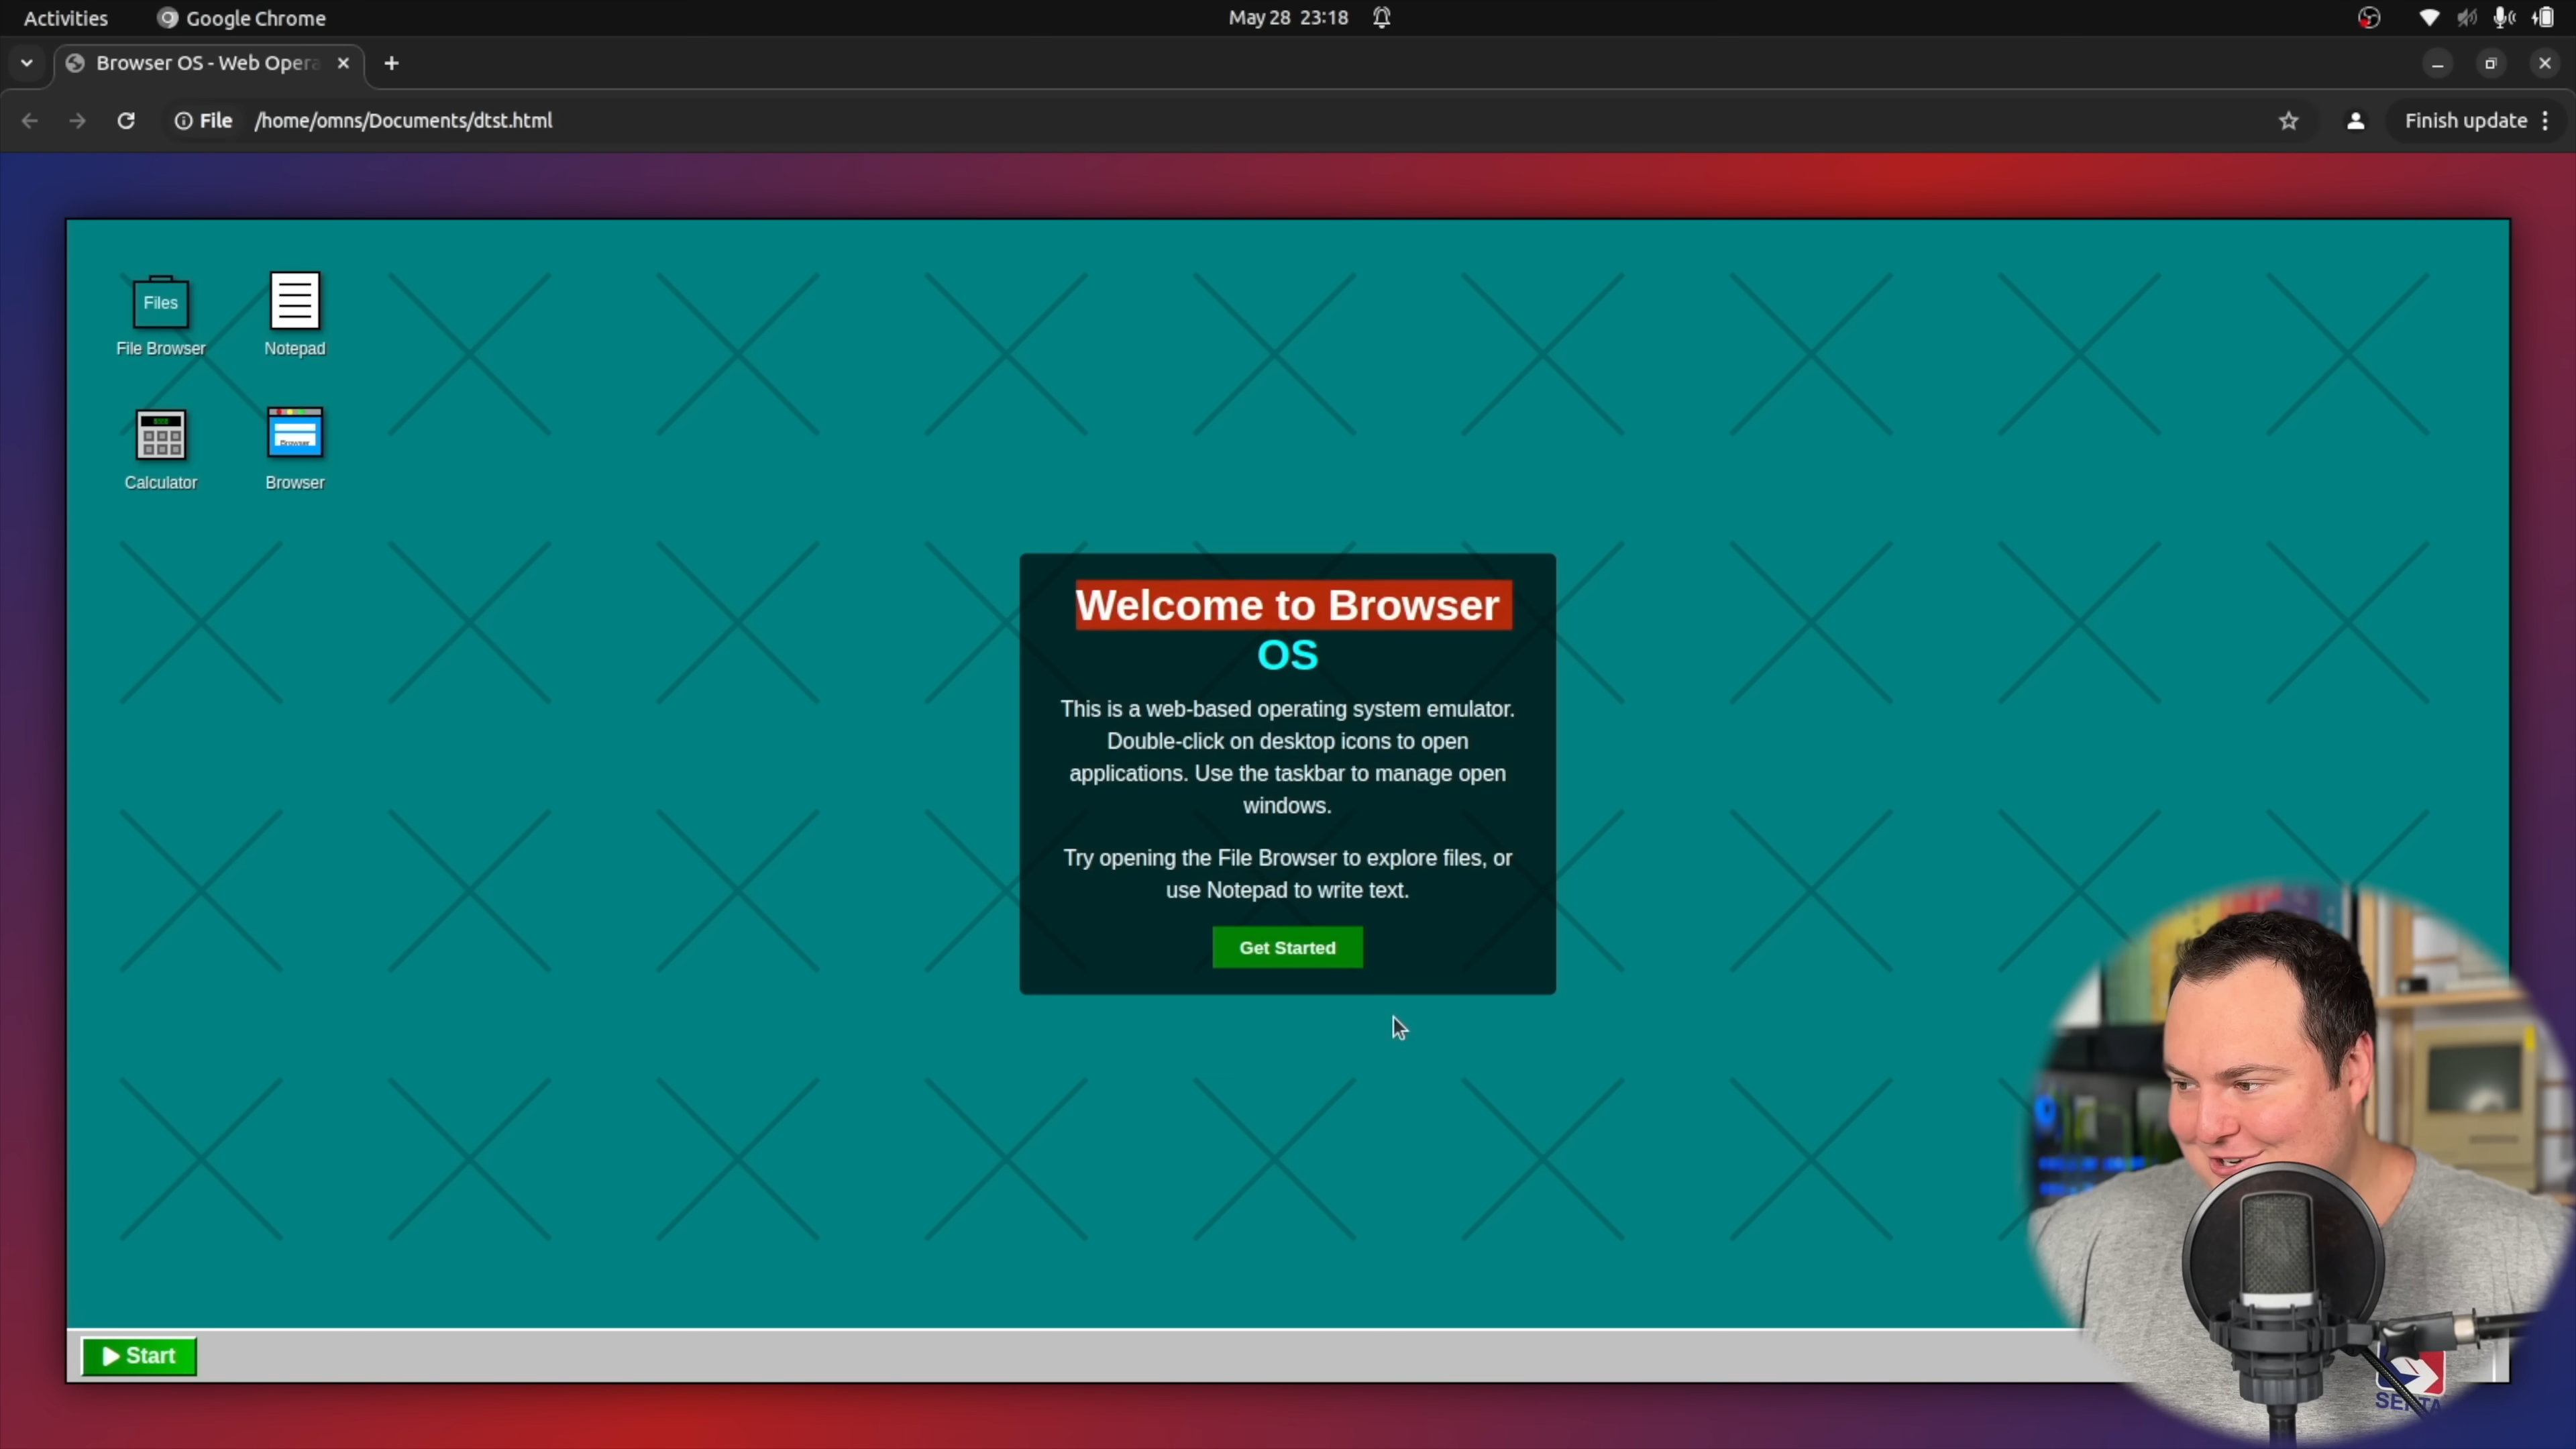 Activities
Google Chrome
May 28 23:18
Browser OS - Web Opera
File
/home/omns/Documents/dtst.html
Finish update
Files
File Browser
Notepad
Calculator
Browser
Browser
Welcome to Browser
OS
This is a web-based operating system emulator.
Double-click on desktop icons to open
applications. Use the taskbar to manage open
windows.
Try opening the File Browser to explore files, or
use Notepad to write text.
Get Started
Start